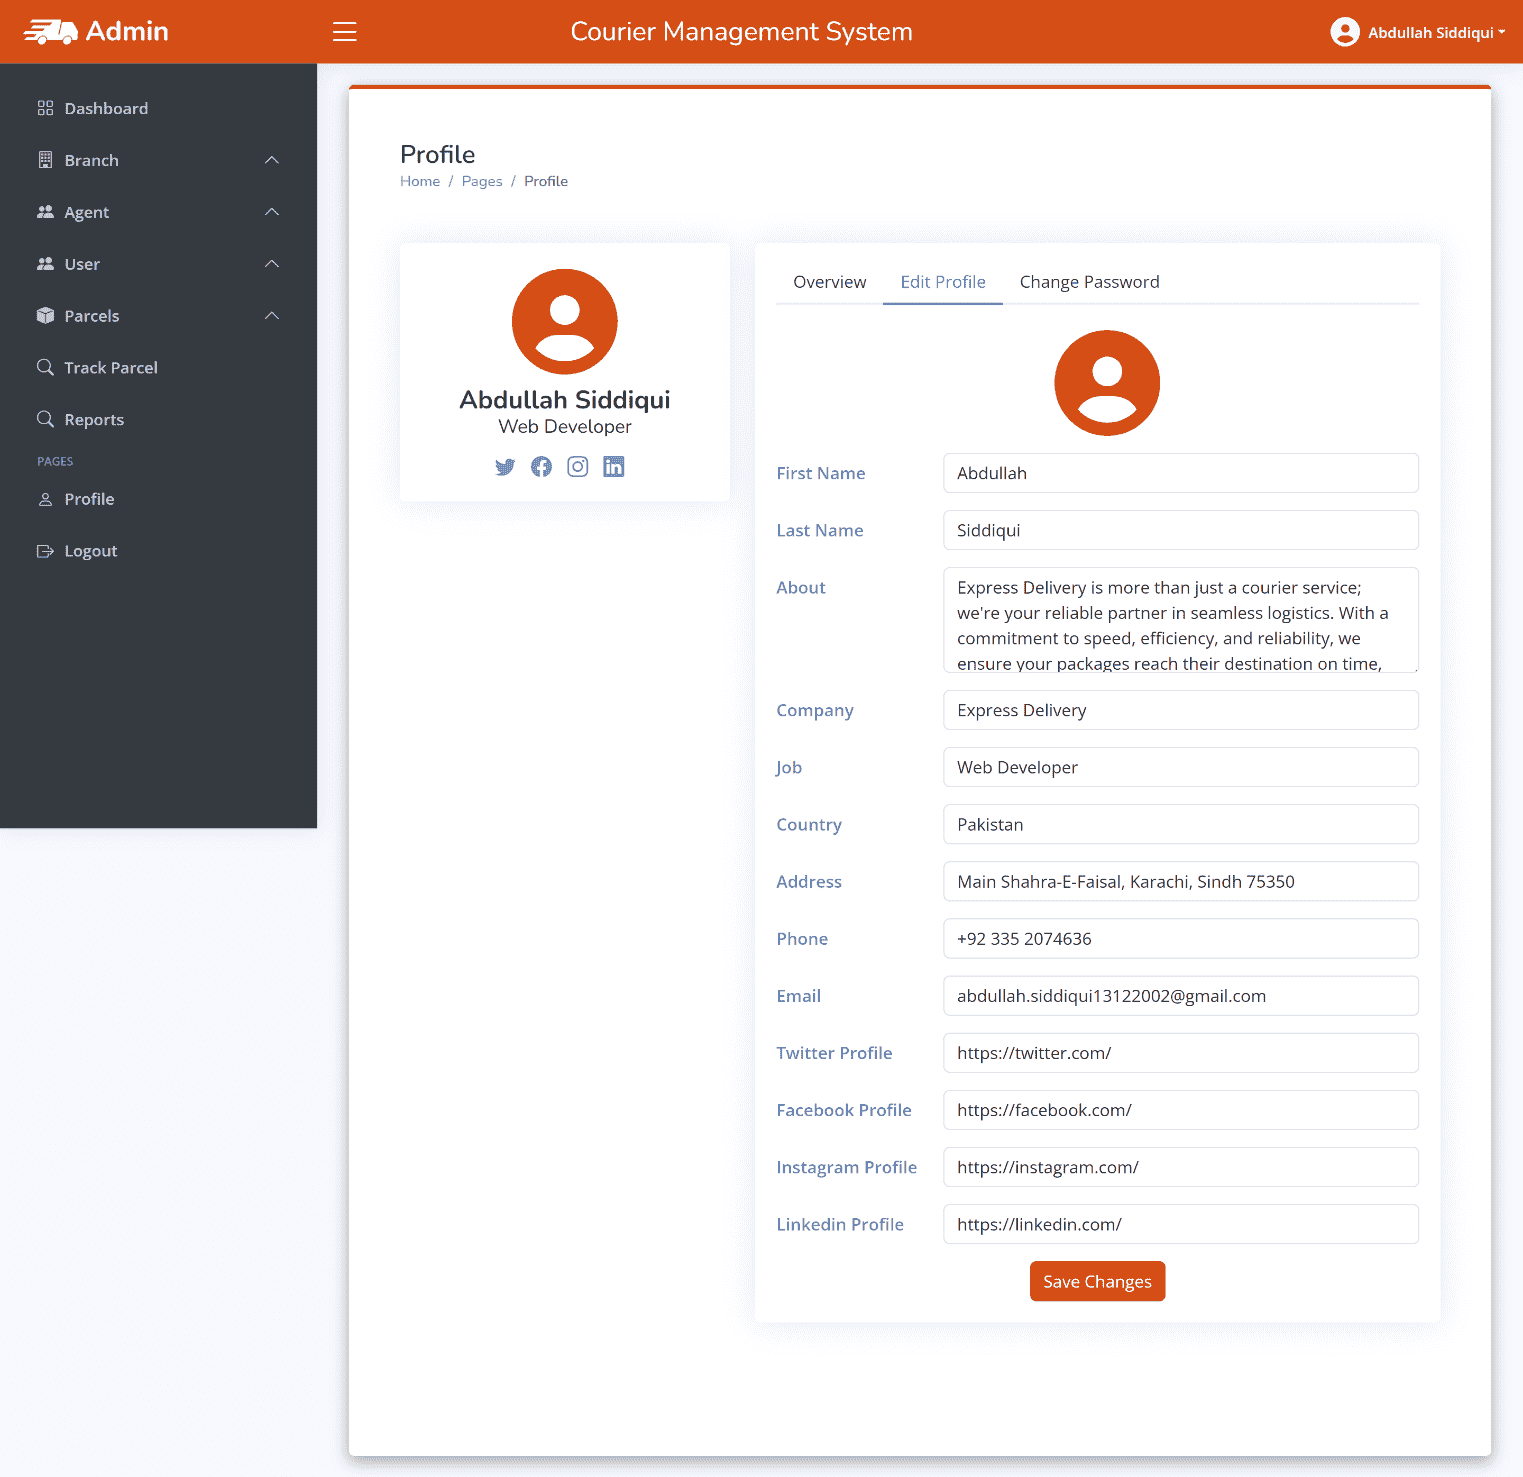 Admin
Courier Management System
Abdullah Siddiqui
Dashboard
Branch
Agent
User
Parcels
Track Parcel
Reports
PAGES
Profile
Logout
Profile
Home / Pages / Profile
Abdullah Siddiqui
Web Developer
Overview
Edit Profile
Change Password
First Name
Abdullah
Last Name
Siddiqui
About
Express Delivery is more than just a courier service;
we're your reliable partner in seamless logistics. With a
commitment to speed, efficiency, and reliability, we
ensure your packages reach their destination on time,
Company
Express Delivery
Job
Web Developer
Country
Pakistan
Address
Main Shahra-E-Faisal, Karachi, Sindh 75350
Phone
+92 335 2074636
Email
abdullah.siddiqui13122002@gmail.com
Twitter Profile
https://twitter.com/
Facebook Profile
https://facebook.com/
Instagram Profile
https://instagram.com/
Linkedin Profile
https://linkedin.com/
Save Changes